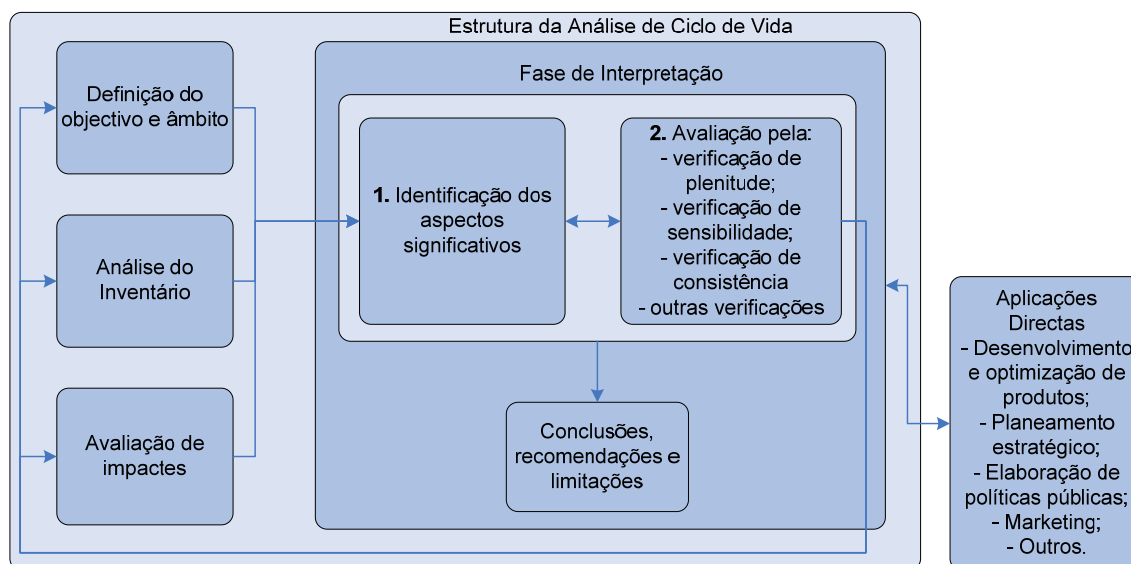 Estrutura da Análise de Ciclo de Vida
Definição do
objectivo e âmbito
Análise do
Inventário
Avaliação de
impactes
Fase de Interpretação
1. Identificação dos
aspectos
significativos
2. Avaliação pela:
- verificação de
plenitude;
- verificação de
sensibilidade;
- verificação de
consistência
- outras verificações
Conclusões,
recomendações e
limitações
Aplicações
Directas
- Desenvolvimento
e optimização de
produtos;
- Planeamento
estratégico;
- Elaboração de
políticas públicas;
- Marketing;
- Outros.